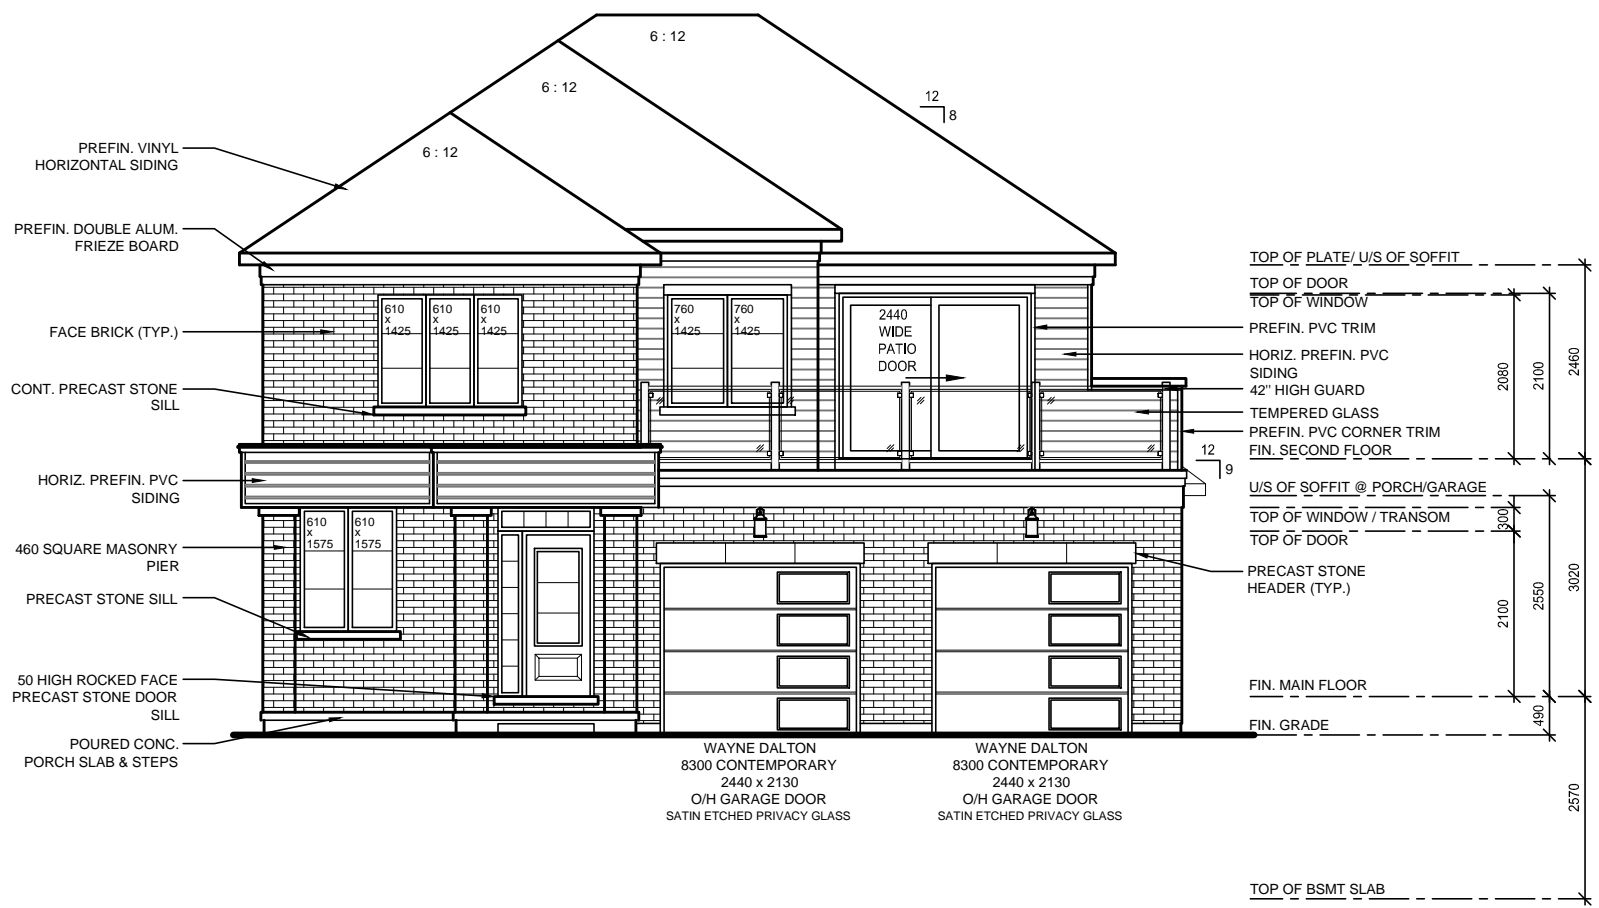 6 : 12
6 : 12
6 : 12
12
8
PREFIN. VINYL
HORIZONTAL SIDING
PREFIN. DOUBLE ALUM.
FRIEZE BOARD
FACE BRICK (TYP.)
CONT. PRECAST STONE
SILL
HORIZ. PREFIN. PVC
SIDING
460 SQUARE MASONRY
PIER
PRECAST STONE SILL
50 HIGH ROCKED FACE
PRECAST STONE DOOR
SILL
POURED CONC.
PORCH SLAB & STEPS
610
x
1425
610
x
1425
610
x
1425
760
x
1425
760
x
1425
2440
WIDE
PATIO
DOOR
610
x
1575
610
x
1575
12
9
WAYNE DALTON
8300 CONTEMPORARY
2440 x 2130
O/H GARAGE DOOR
SATIN ETCHED PRIVACY GLASS
WAYNE DALTON
8300 CONTEMPORARY
2440 x 2130
O/H GARAGE DOOR
SATIN ETCHED PRIVACY GLASS
TOP OF PLATE/ U/S OF SOFFIT
TOP OF DOOR
TOP OF WINDOW
PREFIN. PVC TRIM
HORIZ. PREFIN. PVC
SIDING
42" HIGH GUARD
TEMPERED GLASS
PREFIN. PVC CORNER TRIM
FIN. SECOND FLOOR
U/S OF SOFFIT @ PORCH/GARAGE
TOP OF WINDOW / TRANSOM
TOP OF DOOR
PRECAST STONE
HEADER (TYP.)
FIN. MAIN FLOOR
FIN. GRADE
TOP OF BSMT SLAB
2080
2100
2460
300
2100
2550
3020
490
2570